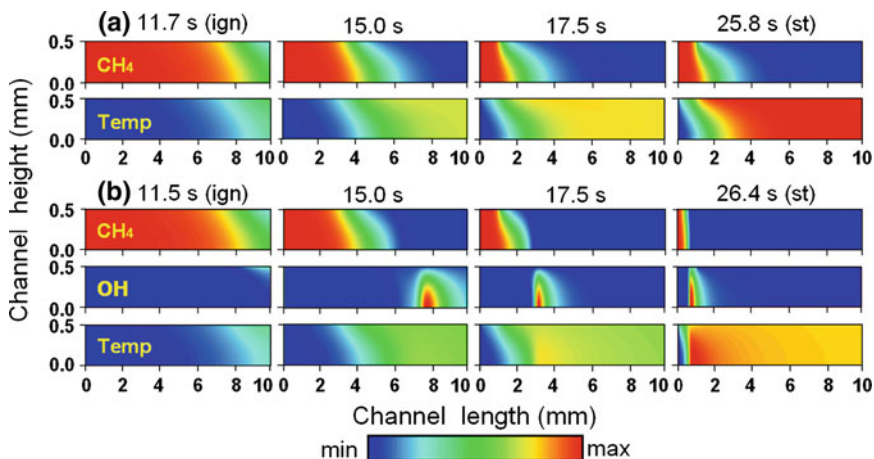 (a) 11.7 s (ign) 15.0 s 17.5 s 25.8 s (st)
0.5
CH₄
0.0
0.5
Temp
0.0
0 2 4 6 8 10 0 2 4 6 8 10 0 2 4 6 8 10 0 2 4 6 8 10
(b) 11.5 s (ign) 15.0 s 17.5 s 26.4 s (st)
0.5
CH₄
0.0
0.5
OH
0.0
0.5
Temp
0.0
0 2 4 6 8 10 0 2 4 6 8 10 0 2 4 6 8 10 0 2 4 6 8 10
Channel height (mm)
Channel length (mm)
min max